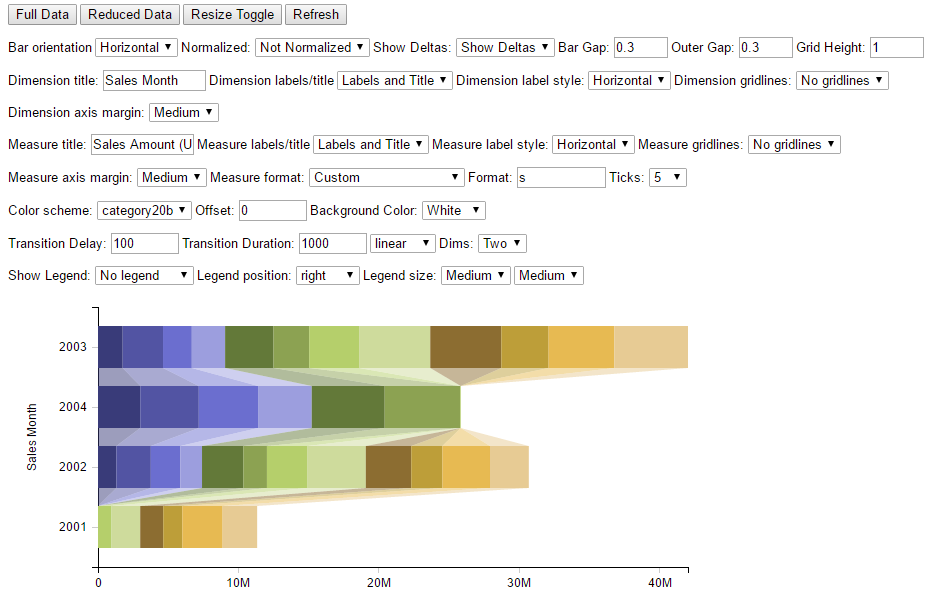 Full Data Reduced Data Resize Toggle Refresh
Bar orientation Horizontal Normalized: Not Normalized Show Deltas: Show Deltas Bar Gap: 0.3 Outer Gap: 0.3 Grid Height: 1
Dimension title: Sales Month Dimension labels/title Labels and Title Dimension label style: Horizontal Dimension gridlines: No gridlines
Dimension axis margin: Medium
Measure title: Sales Amount (U Measure labels/title Labels and Title Measure label style: Horizontal Measure gridlines: No gridlines
Measure axis margin: Medium Measure format: Custom Format: s Ticks: 5
Color scheme: category20b Offset: 0 Background Color: White
Transition Delay: 100 Transition Duration: 1000 linear Dims: Two
Show Legend: No legend Legend position: right Legend size: Medium Medium
Sales Month
2003
2004
2002
2001
0 10M 20M 30M 40M